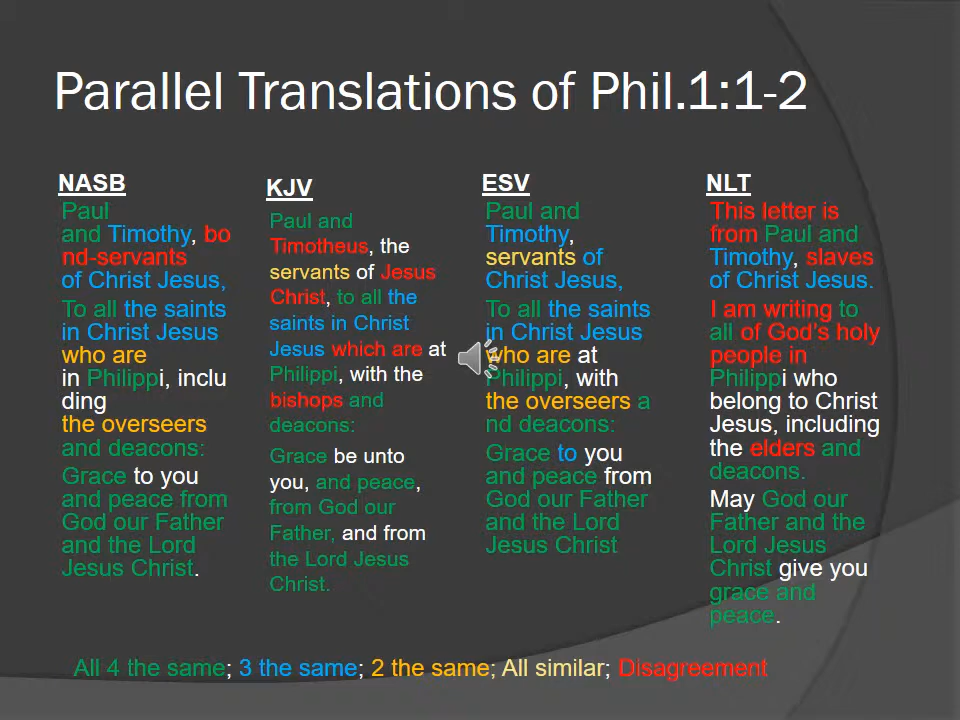 Parallel Translations of Phil.1:1-2
NASB
Paul
and Timothy, bo
nd-servants
of Christ Jesus,
To all the saints
in Christ Jesus
who are
in Philippi, inclu
ding
the overseers
and deacons:
Grace to you
and peace from
God our Father
and the Lord
Jesus Christ.
KJV
Paul and
Timotheus, the
servants of Jesus
Christ, to all the
saints in Christ
Jesus which are at
Philippi, with the
bishops and
deacons:
Grace be unto
you, and peace,
from God our
Father, and from
the Lord Jesus
Christ.
ESV
Paul and
Timothy,
servants of
Christ Jesus,
To all the saints
in Christ Jesus
who are at
Philippi, with
the overseers a
nd deacons:
Grace to you
and peace from
God our Father
and the Lord
Jesus Christ
NLT
This letter is
from Paul and
Timothy, slaves
of Christ Jesus.
I am writing to
all of God's holy
people in
Philippi who
belong to Christ
Jesus, including
the elders and
deacons.
May God our
Father and the
Lord Jesus
Christ give you
grace and
peace.
All 4 the same; 3 the same; 2 the same; All similar; Disagreement